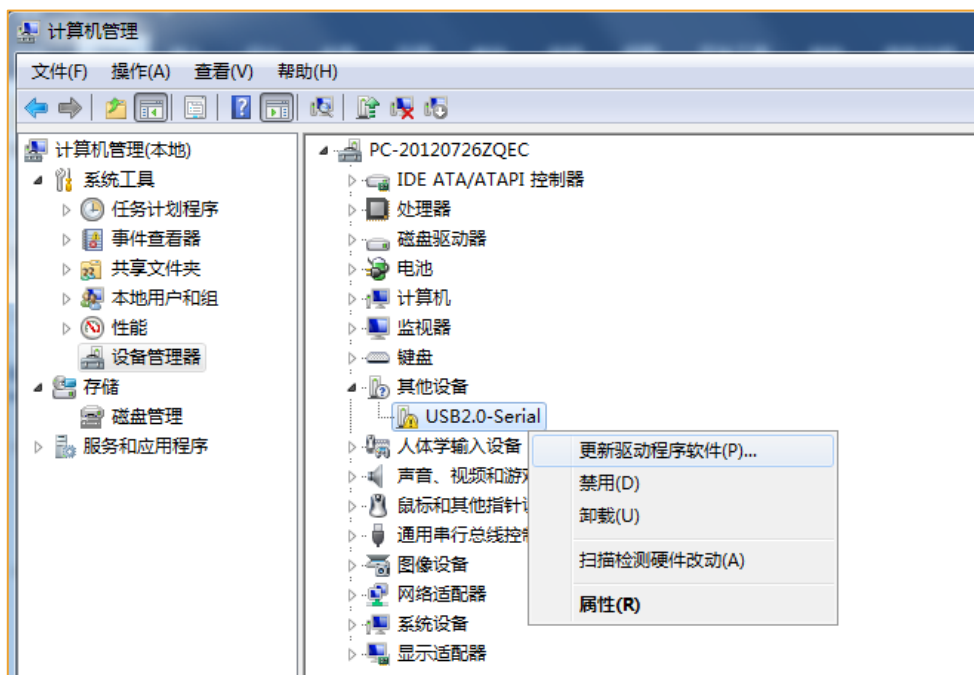 计算机管理
文件(F) 操作(A) 查看(V) 帮助(H)
计算机管理(本地)
系统工具
任务计划程序
事件查看器
共享文件夹
本地用户和组
性能
设备管理器
存储
磁盘管理
服务和应用程序
PC-20120726ZQEC
IDE ATA/ATAPI 控制器
处理器
磁盘驱动器
电池
计算机
监视器
键盘
其他设备
USB2.0-Serial
人体学输入设备
声音、视频和游
鼠标和其他指针
通用串行总线控
图像设备
网络适配器
系统设备
显示适配器
更新驱动程序软件(P)...
禁用(D)
卸载(U)
扫描检测硬件改动(A)
属性(R)